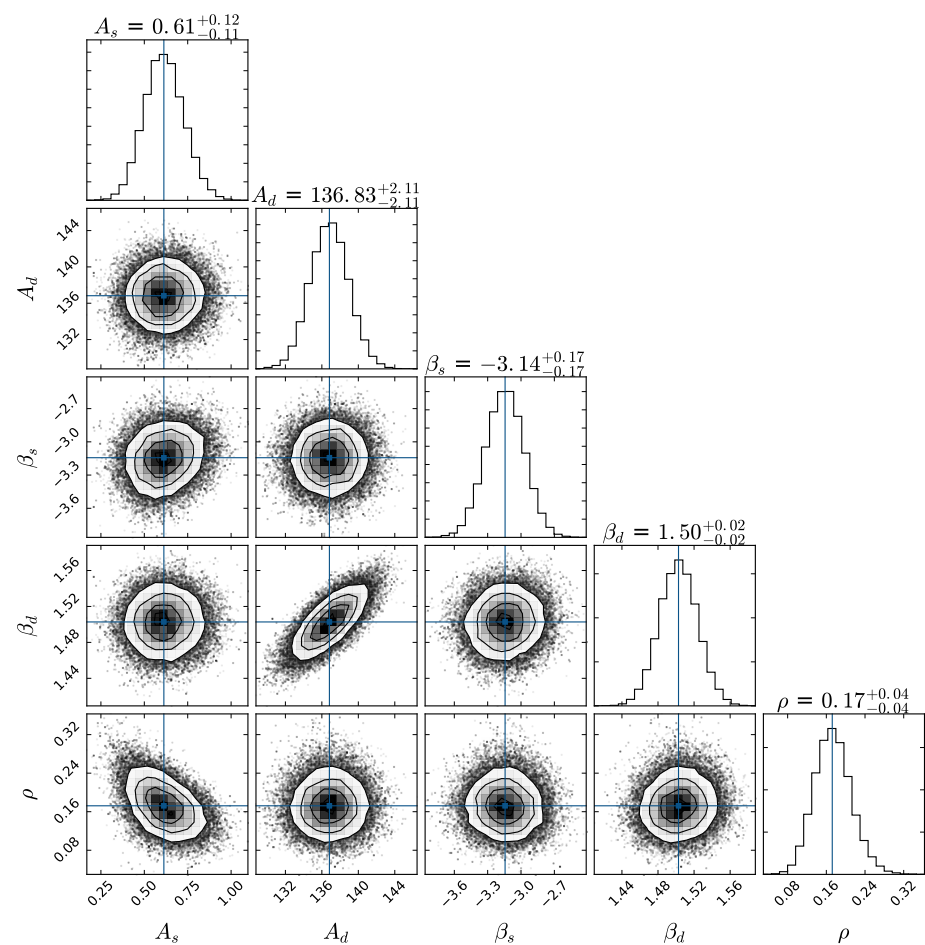 A_s = 0.61^{+0.12}_{-0.11}
A_d = 136.83^{+2.11}_{-2.11}
144
140
136
132
A_d
β_s = −3.14^{+0.17}_{-0.17}
−2.7
−3.0
−3.3
−3.6
β_s
β_d = 1.50^{+0.02}_{-0.02}
1.56
1.52
1.48
1.44
β_d
ρ = 0.17^{+0.04}_{-0.04}
0.32
0.24
0.16
0.08
ρ
0.25 0.50 0.75 1.00 132 136 140 144 −3.6 −3.3 −3.0 −2.7 1.44 1.48 1.52 1.56 0.08 0.16 0.24 0.32
A_s A_d β_s β_d ρ